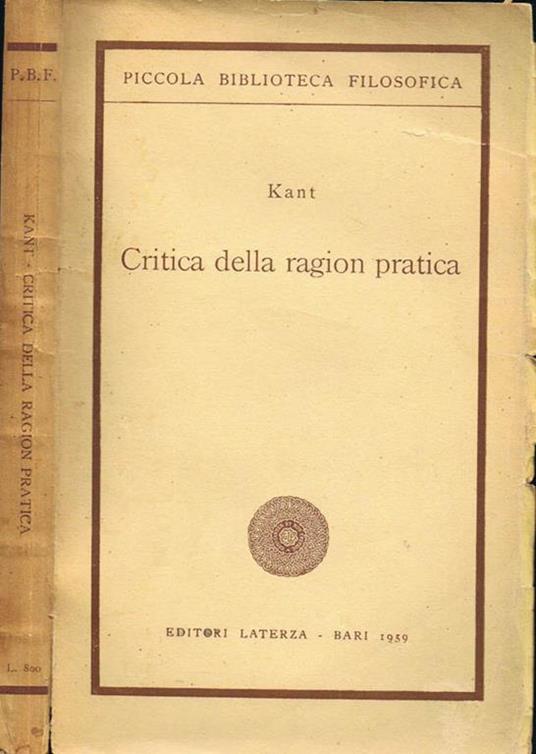 P.B.F.
KANT - CRITICA DELLA RAGION PRATICA
L. 800
PICCOLA BIBLIOTECA FILOSOFICA
Kant
Critica della ragion pratica
EDITORI LATERZA - BARI 1959